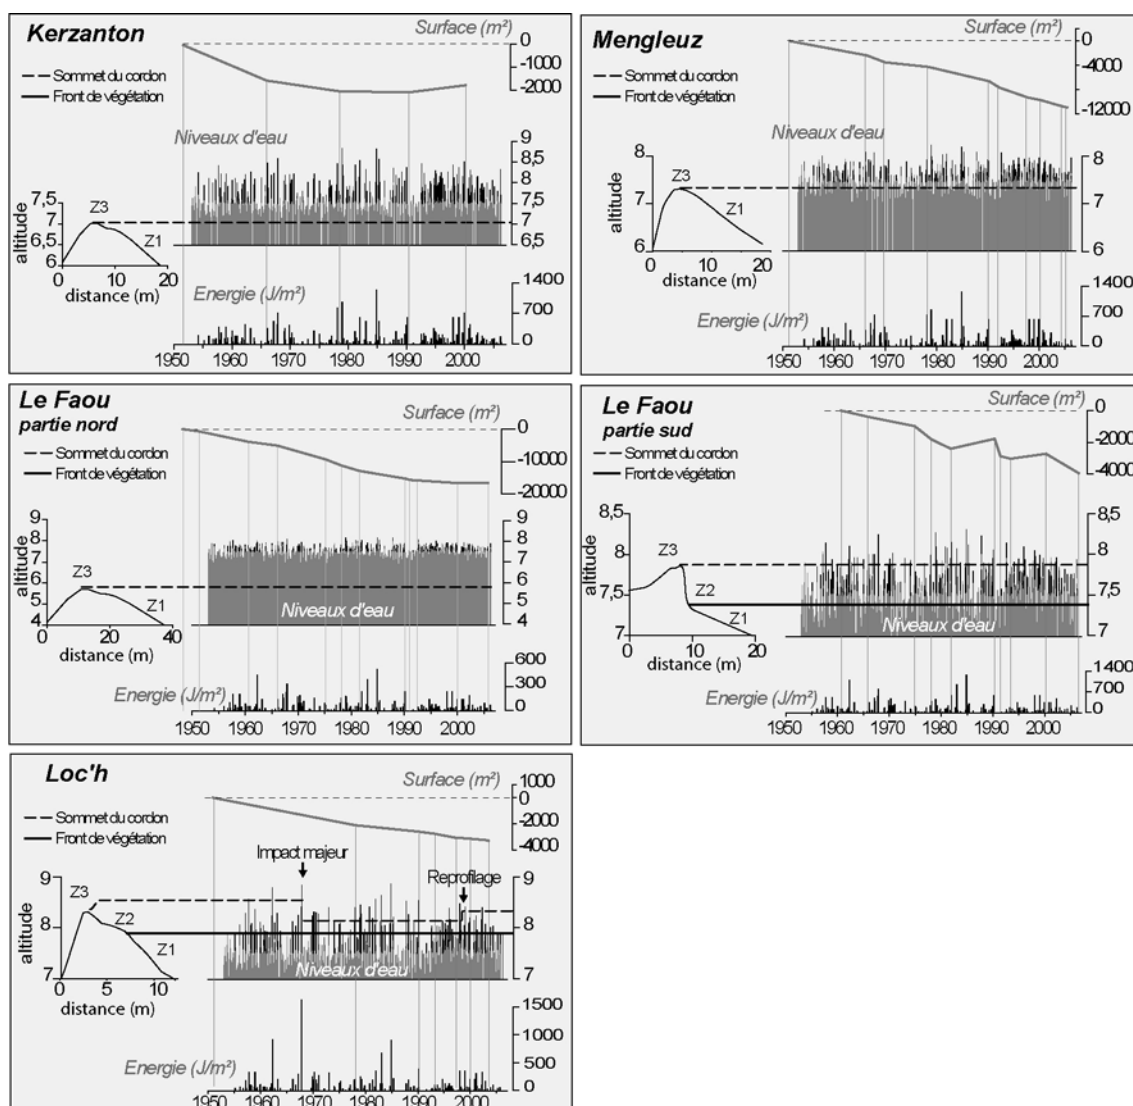 Kerzanton
Surface (m²)
0
-1000
-2000
Sommet du cordon
Front de végétation
Niveaux d'eau
9
8,5
8
7,5
7
6,5
altitude
7,5
7
6,5
6
Z3
Z1
0 10 20
distance (m)
Energie (J/m²)
1400
700
0
1950 1960 1970 1980 1990 2000
Mengleuz
Surface (m²)
0
-4000
-12000
Sommet du cordon
Front de végétation
Niveaux d'eau
8
7
6
altitude
8
7
6
Z3
Z1
0 10 20
distance (m)
Energie (J/m²)
1400
700
0
1950 1960 1970 1980 1990 2000
Le Faou
partie nord
Surface (m²)
0
-10000
-20000
Sommet du cordon
Front de végétation
altitude
9
8
7
6
5
4
Z3
Z1
0 20 40
distance (m)
Niveaux d'eau
9
8
7
6
5
4
Energie (J/m²)
600
300
0
1950 1960 1970 1980 1990 2000
Le Faou
partie sud
Surface (m²)
0
-2000
-4000
Sommet du cordon
Front de végétation
altitude
8,5
8
7,5
7
Z3
Z2
Z1
0 10 20
distance (m)
Niveaux d'eau
8,5
8
7,5
7
Energie (J/m²)
1400
700
0
1950 1960 1970 1980 1990 2000
Loc'h
Surface (m²)
1000
0
-2000
-4000
Sommet du cordon
Front de végétation
Impact majeur
Reprofilage
altitude
9
8
7
Z3
Z2
Z1
0 5 10
distance (m)
Niveaux d'eau
9
8
7
Energie (J/m²)
1500
1000
500
0
1950 1960 1970 1980 1990 2000